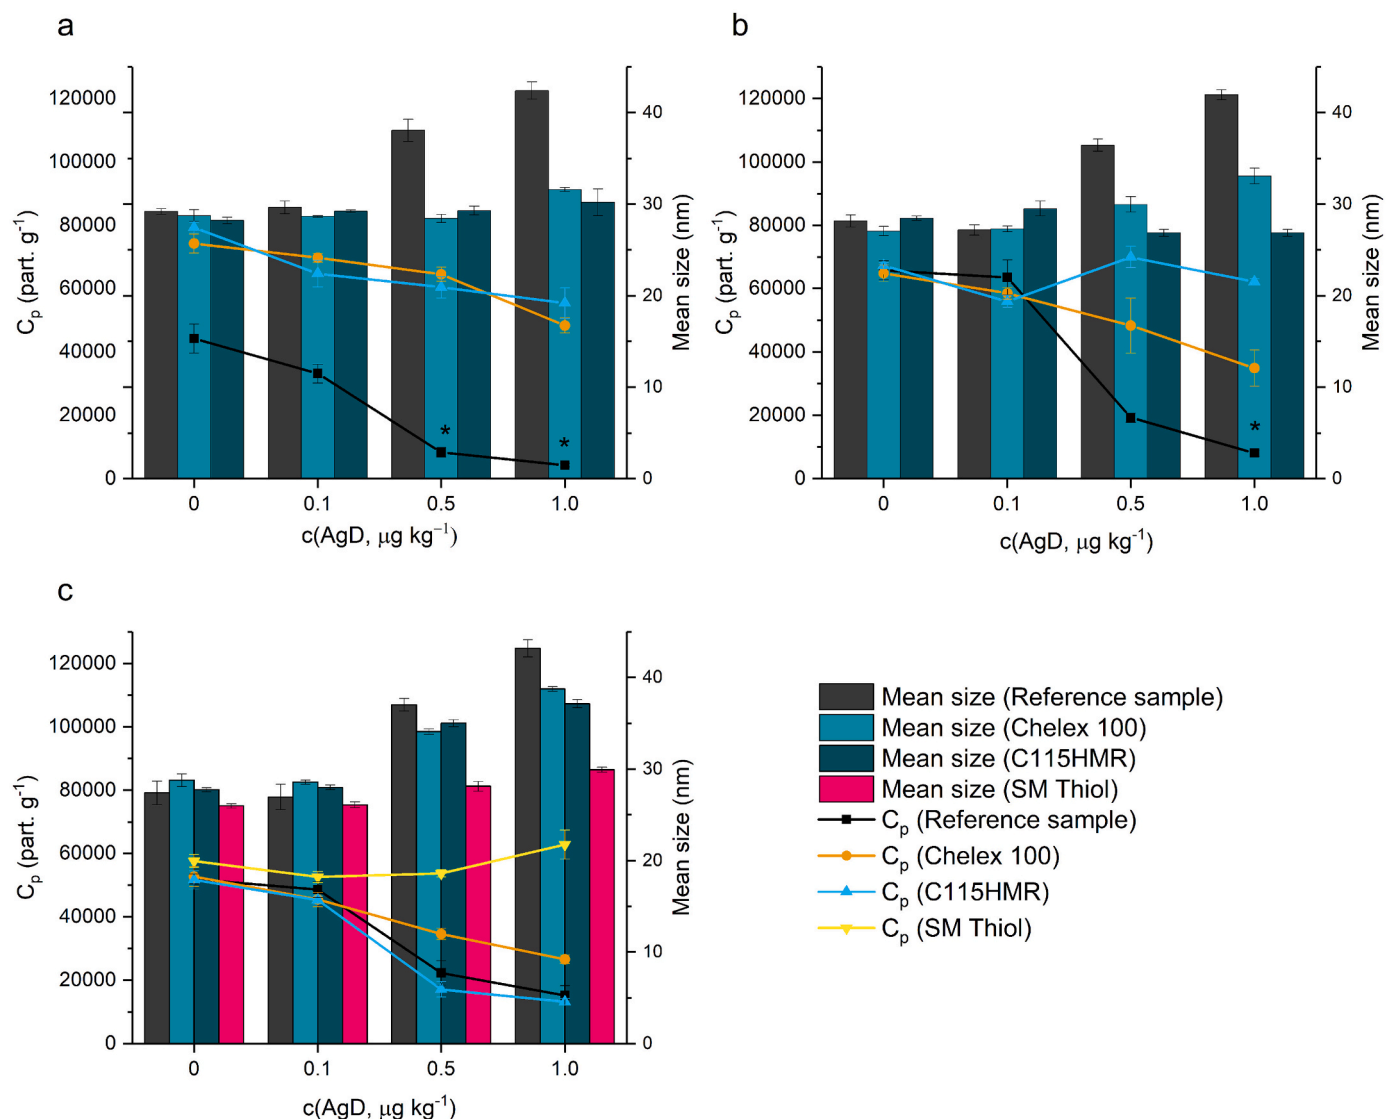 a
120000
100000
80000
60000
40000
20000
0
Cp (part. g⁻¹)
40
30
20
10
0
Mean size (nm)
*
*
0 0.1 0.5 1.0
c(AgD, μg kg⁻¹)
b
120000
100000
80000
60000
40000
20000
0
Cp (part. g⁻¹)
40
30
20
10
0
Mean size (nm)
*
0 0.1 0.5 1.0
c(AgD, μg kg⁻¹)
c
120000
100000
80000
60000
40000
20000
0
Cp (part. g⁻¹)
40
30
20
10
0
Mean size (nm)
0 0.1 0.5 1.0
c(AgD, μg kg⁻¹)
Mean size (Reference sample)
Mean size (Chelex 100)
Mean size (C115HMR)
Mean size (SM Thiol)
Cp (Reference sample)
Cp (Chelex 100)
Cp (C115HMR)
Cp (SM Thiol)